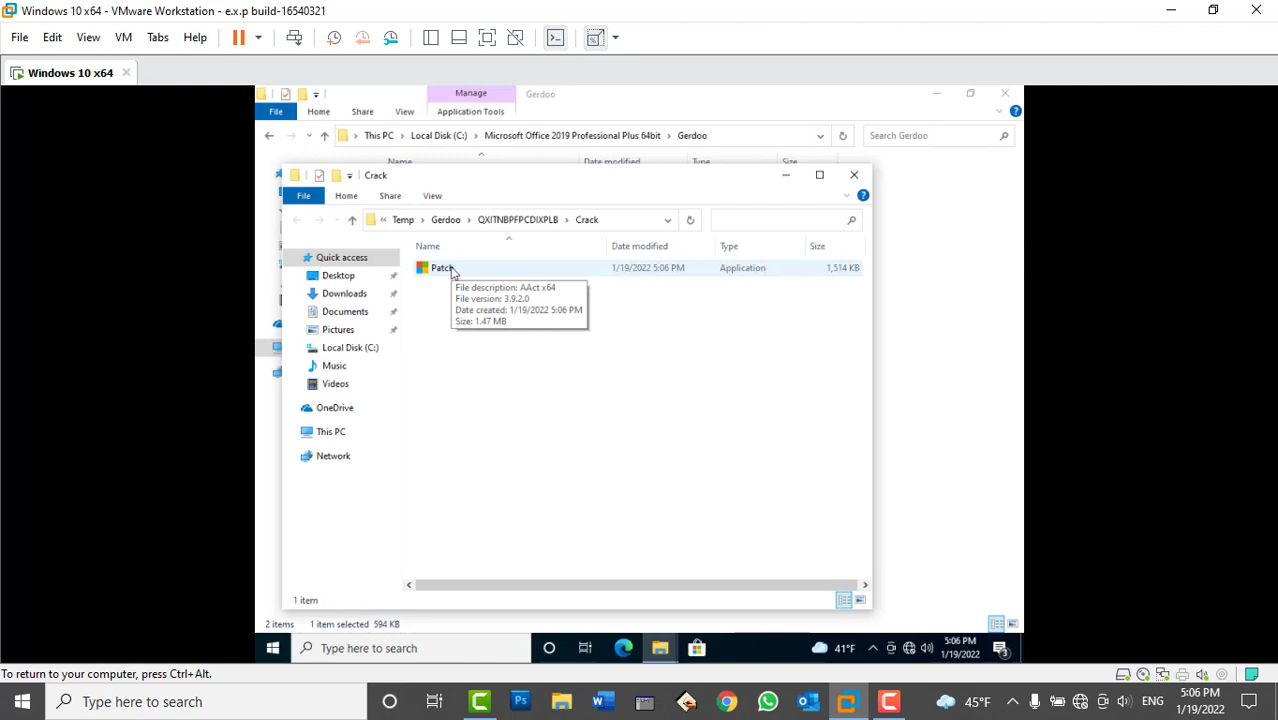 Windows 10 x64 - VMware Workstation - e.x.p build-16540321
File Edit View VM Tabs Help
Windows 10 x64
Manage Gerdoo
File Home Share View Application Tools
This PC Local Disk (C:) Microsoft Office 2019 Professional Plus 64bit Gerdoo Search Gerdoo
Name Date modified Type Size
Crack
File Home Share View
« Temp Gerdoo QXITNBPFPCDIXPLB Crack
Name Date modified Type Size
Quick access
Patch 1/19/2022 5:06 PM Application 1,514 KB
Desktop
File description: AAct x64
Downloads
File version: 3.9.2.0
Documents
Date created: 1/19/2022 5:06 PM
Size: 1.47 MB
Pictures
Local Disk (C:)
Music
Videos
OneDrive
This PC
Network
1 item
2 items 1 item selected 594 KB
Type here to search 41°F 5:06 PM
1/19/2022
3
To return to your computer, press Ctrl+Alt.
Type here to search 45°F ENG 5:06 PM
1/19/2022